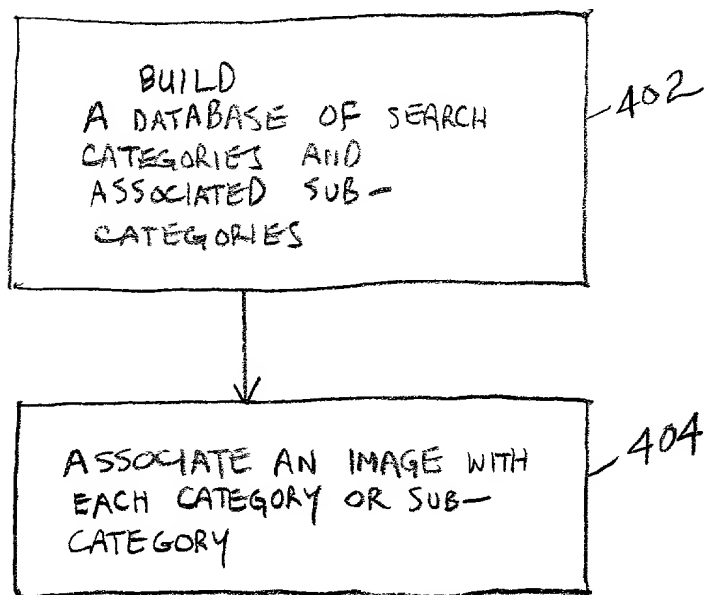 BUILD
A DATABASE OF SEARCH
CATEGORIES AND
ASSOCIATED SUB-
CATEGORIES
402
ASSOCIATE AN IMAGE WITH
EACH CATEGORY OR SUB-
CATEGORY
404